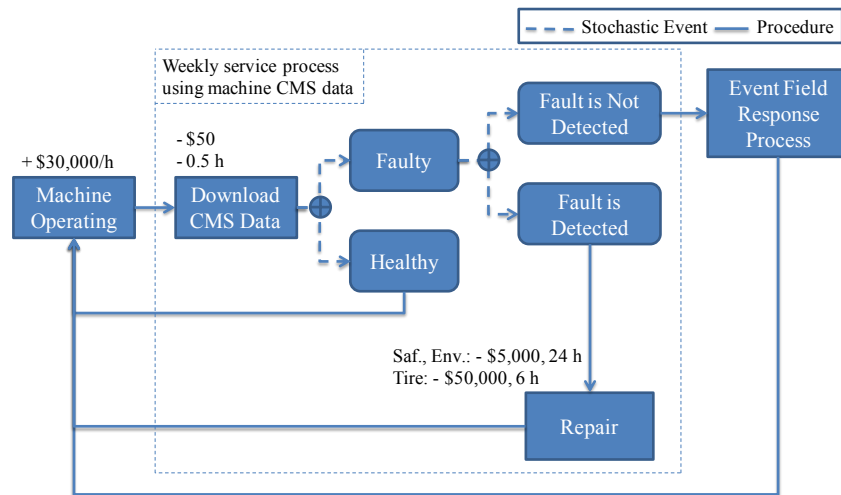 Stochastic Event
Procedure
Weekly service process
using machine CMS data
Fault is Not
Detected
Event Field
Response
Process
- $50
- 0.5 h
Faulty
+ $30,000/h
Machine
Operating
Download
CMS Data
Fault is
Detected
Healthy
Saf., Env.: - $5,000, 24 h
Tire: - $50,000, 6 h
Repair